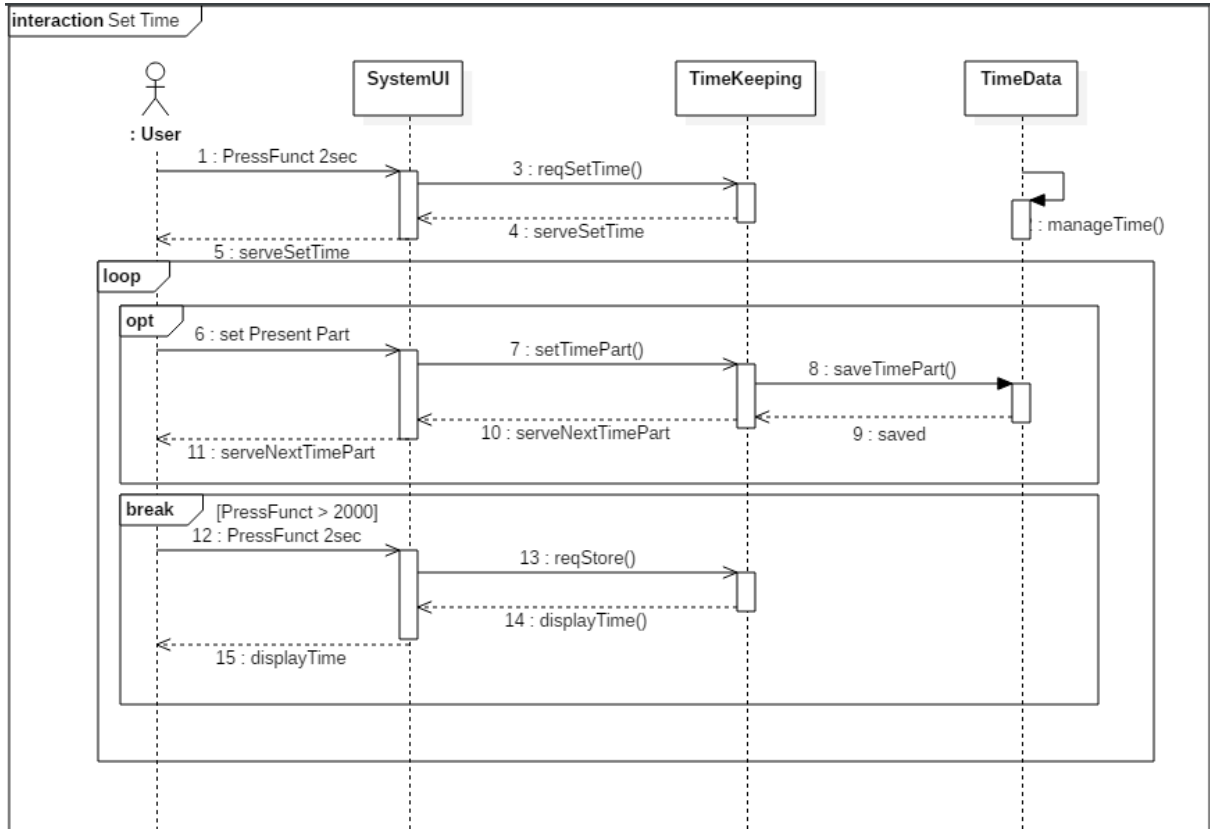 interaction Set Time
SystemUI
TimeKeeping
TimeData
: User
1 : PressFunct 2sec
3 : reqSetTime()
: manageTime()
4 : serveSetTime
5 : serveSetTime
loop
opt
6 : set Present Part
7 : setTimePart()
8 : saveTimePart()
9 : saved
10 : serveNextTimePart
11 : serveNextTimePart
break
[PressFunct > 2000]
12 : PressFunct 2sec
13 : reqStore()
14 : displayTime()
15 : displayTime